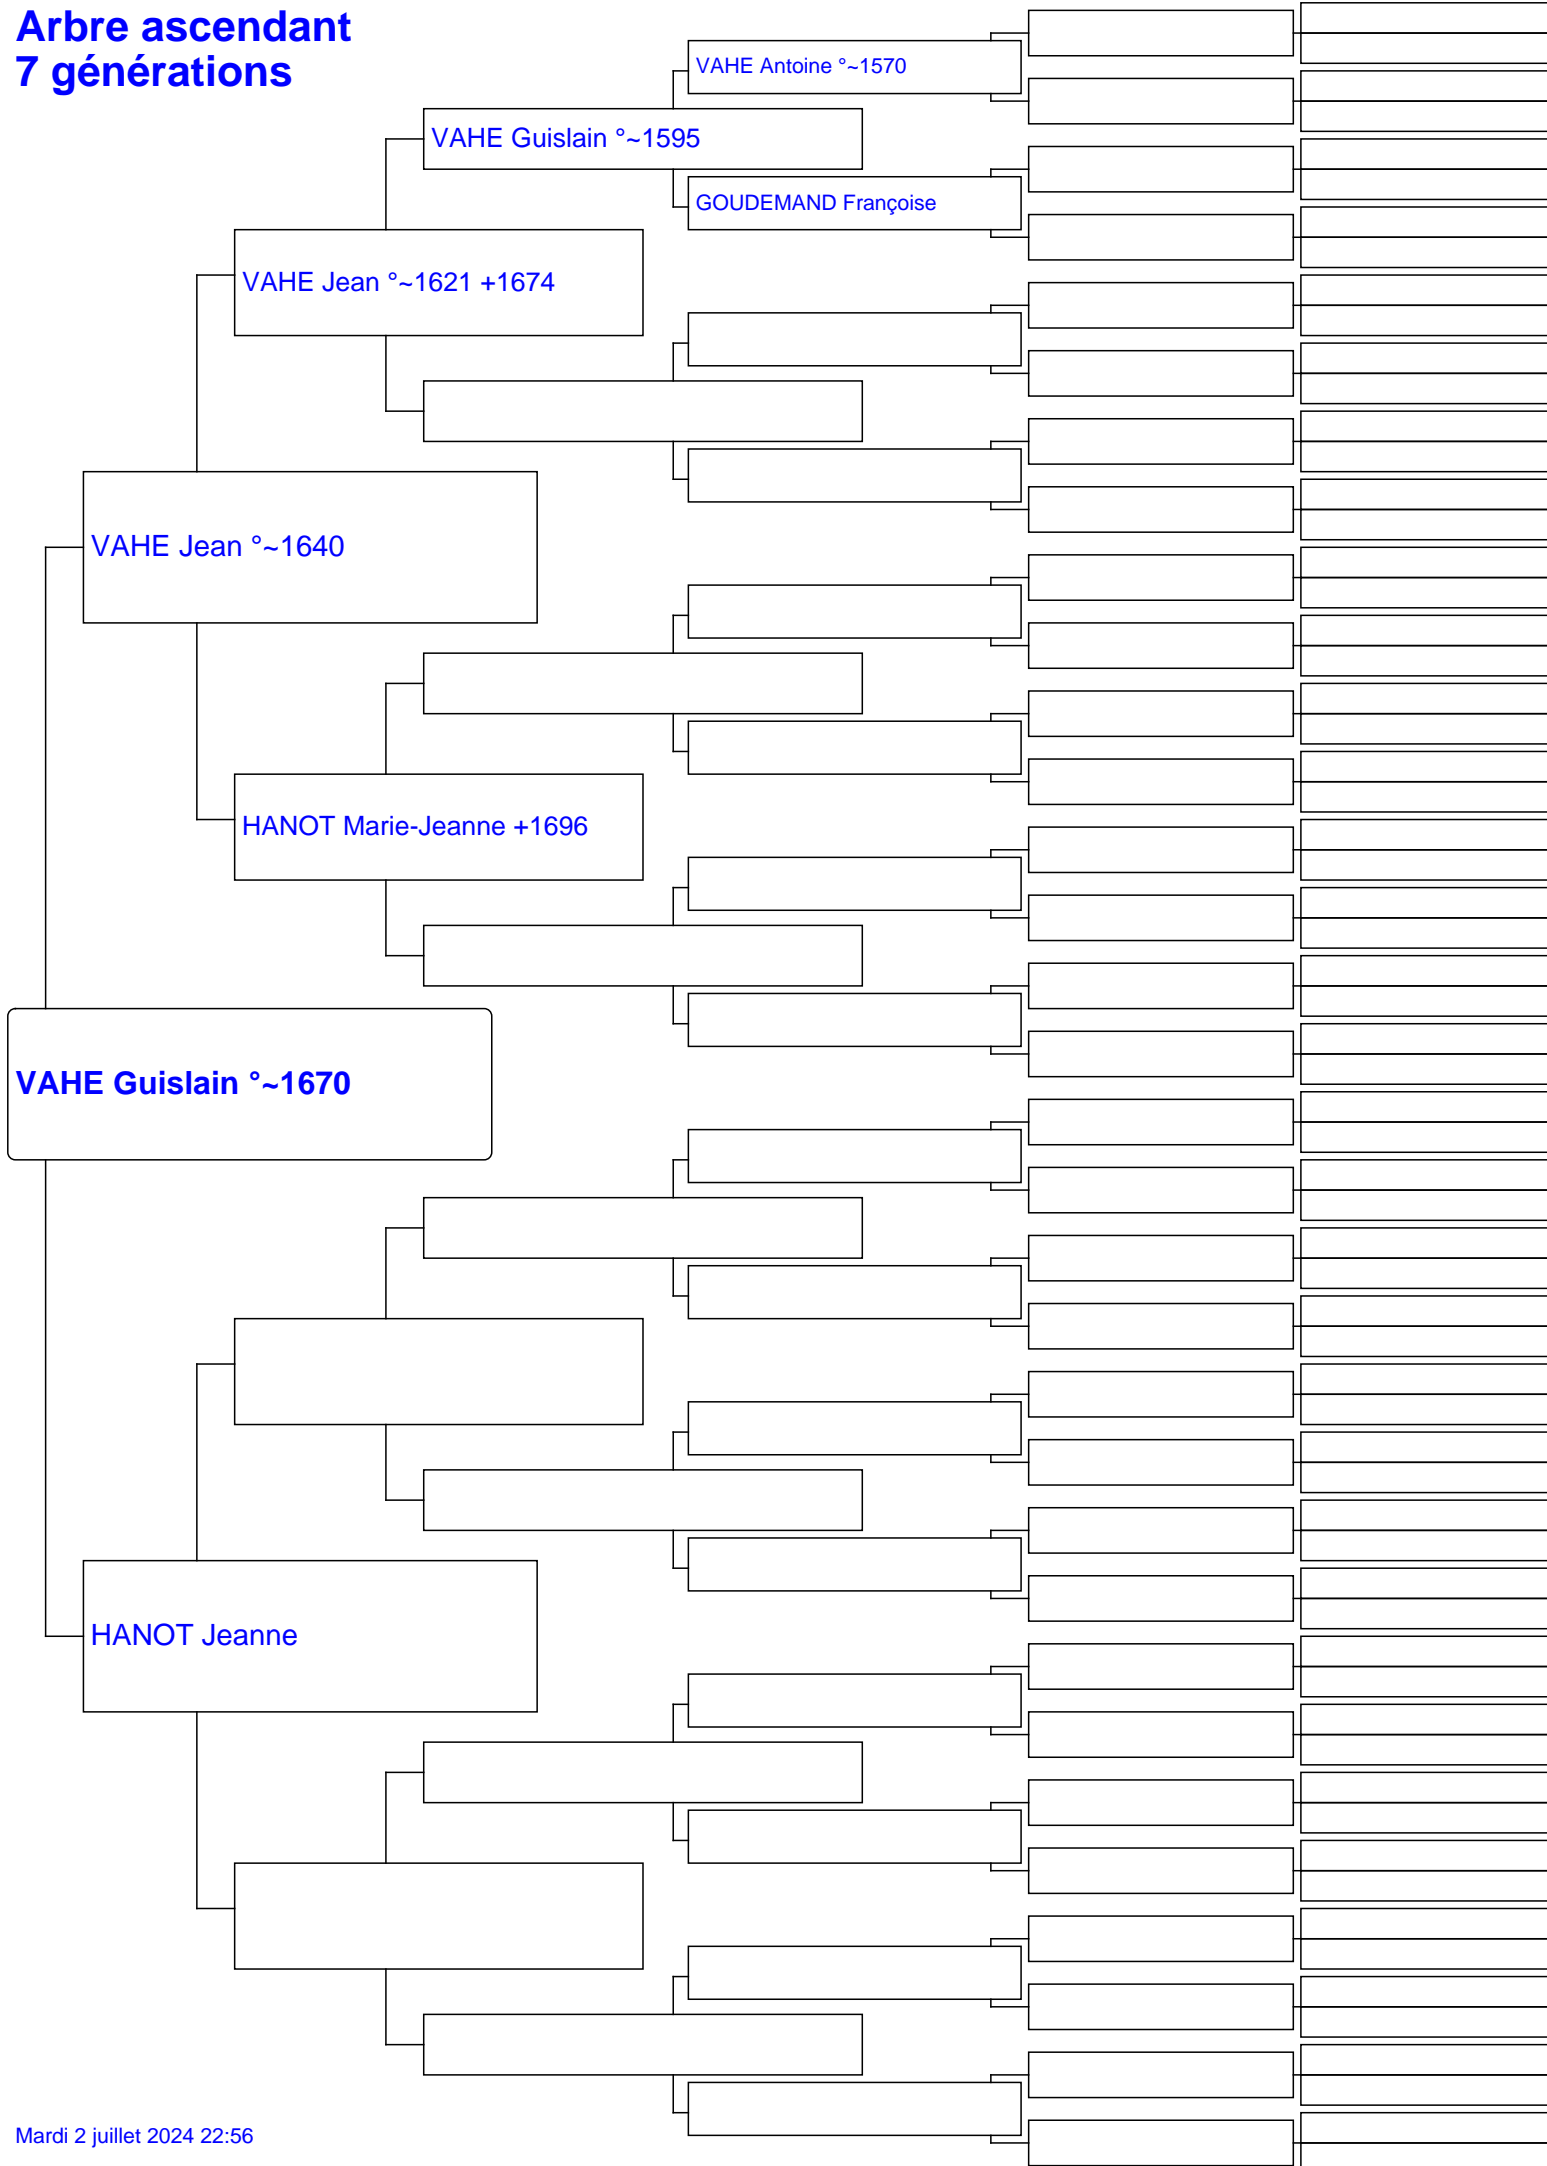 Arbre ascendant
7 générations
VAHE Antoine °~1570
VAHE Guislain °~1595
GOUDEMAND Françoise
VAHE Jean °~1621 +1674
VAHE Jean °~1640
HANOT Marie-Jeanne +1696
VAHE Guislain °~1670
HANOT Jeanne
Mardi 2 juillet 2024 22:56